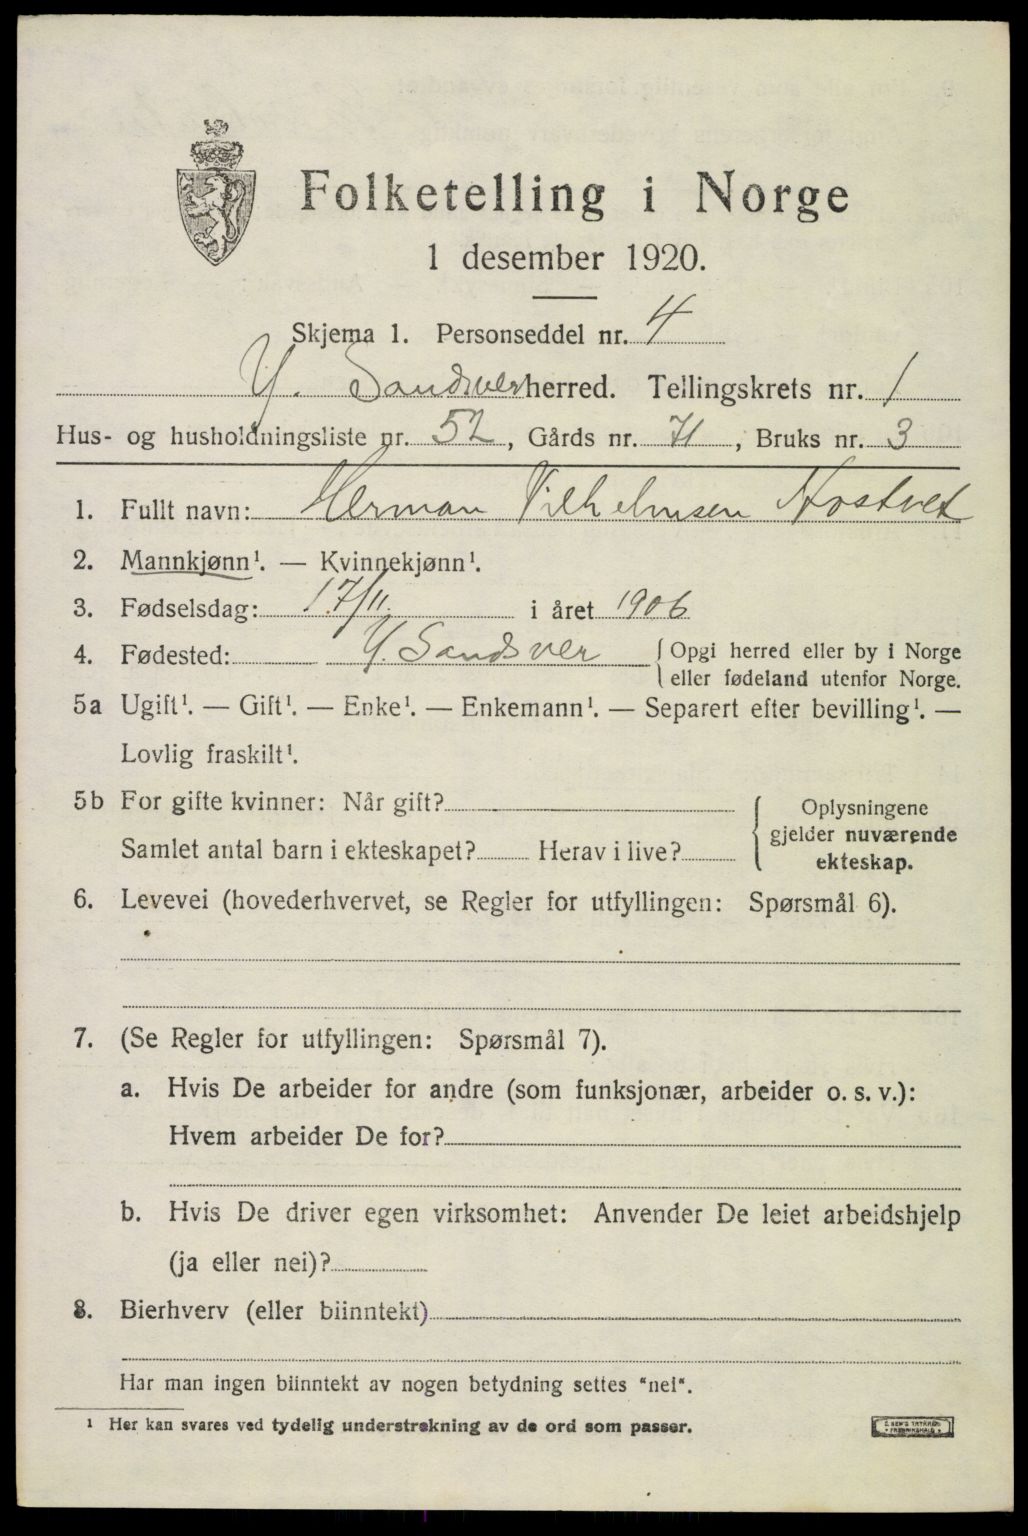 Folketelling i Norge
1 desember 1920.
Skjema 1. Personseddel nr. 4
Y. Sandsver herred. Tellingskrets nr. 1
Hus- og husholdningsliste nr. 52, Gårds nr. 71, Bruks nr. 3
1. Fullt navn: Herman Vilhelmsen Nostvet
2. Mannkjønn¹. — Kvinnekjønn¹.
3. Fødselsdag: 17/11. i året 1906
4. Fødested: Y. Sandsver { Opgi herred eller by i Norge
eller fødeland utenfor Norge.
5a Ugift¹. — Gift¹. — Enke¹. — Enkemann¹. — Separert efter bevilling¹. —
Lovlig fraskilt¹.
5b For gifte kvinner: Når gift?
Samlet antal barn i ekteskapet? Herav i live?
{ Oplysningene
gjelder nuværende
ekteskap.
6. Levevei (hovederhvervet, se Regler for utfyllingen: Spørsmål 6).
7. (Se Regler for utfyllingen: Spørsmål 7).
a. Hvis De arbeider for andre (som funksjonær, arbeider o. s. v.):
Hvem arbeider De for?
b. Hvis De driver egen virksomhet: Anvender De leiet arbeidshjelp
(ja eller nei)?
8. Bierhverv (eller biinntekt)
Har man ingen biinntekt av nogen betydning settes "nei".
¹ Her kan svares ved tydelig understrekning av de ord som passer.